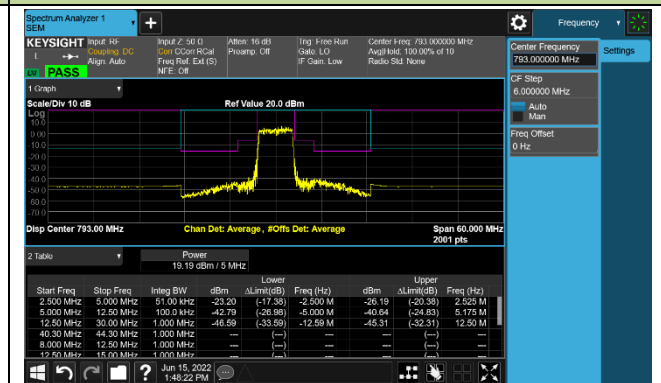 Spectrum Analyzer 1
SEM
+
Frequency
KEYSIGHT
Input: RF
Coupling: DC
Align: Auto
Input Z: 50 Ω
Corr CCorr RCal
Freq Ref: Ext (S)
NFE: Off
Atten: 16 dB
Preamp: Off
Trig: Free Run
Gate: LO
IF Gain: Low
Center Freq: 793.000000 MHz
Avg|Hold: 100.00% of 10
Radio Std: None
L
LXI
PASS
Center Frequency
793.000000 MHz
Settings
CF Step
6.000000 MHz
Auto
Man
Freq Offset
0 Hz
1 Graph
Scale/Div 10 dB
Ref Value 20.0 dBm
Log
10.0
0.00
-10.0
-20.0
-30.0
-40.0
-50.0
-60.0
-70.0
Disp Center 793.00 MHz
Chan Det: Average, #Offs Det: Average
Span 60.000 MHz
2001 pts
2 Table
Power
19.19 dBm / 5 MHz
Lower Upper
Start Freq Stop Freq Integ BW dBm ΔLimit(dB) Freq (Hz) dBm ΔLimit(dB) Freq (Hz)
2.500 MHz 5.000 MHz 51.00 kHz -23.20 (-17.38) -2.500 M -26.19 (-20.38) 2.525 M
5.000 MHz 12.50 MHz 100.0 kHz -42.79 (-26.98) -5.000 M -40.64 (-24.83) 5.175 M
12.50 MHz 30.00 MHz 1.000 MHz -46.59 (-33.59) -12.59 M -45.31 (-32.31) 12.50 M
40.30 MHz 44.30 MHz 1.000 MHz --- (---) --- (---)
8.000 MHz 12.50 MHz 1.000 MHz --- (---) --- (---)
12.50 MHz 15.00 MHz 1.000 MHz --- (---) --- (---)
?
Jun 15, 2022
1:48:22 PM